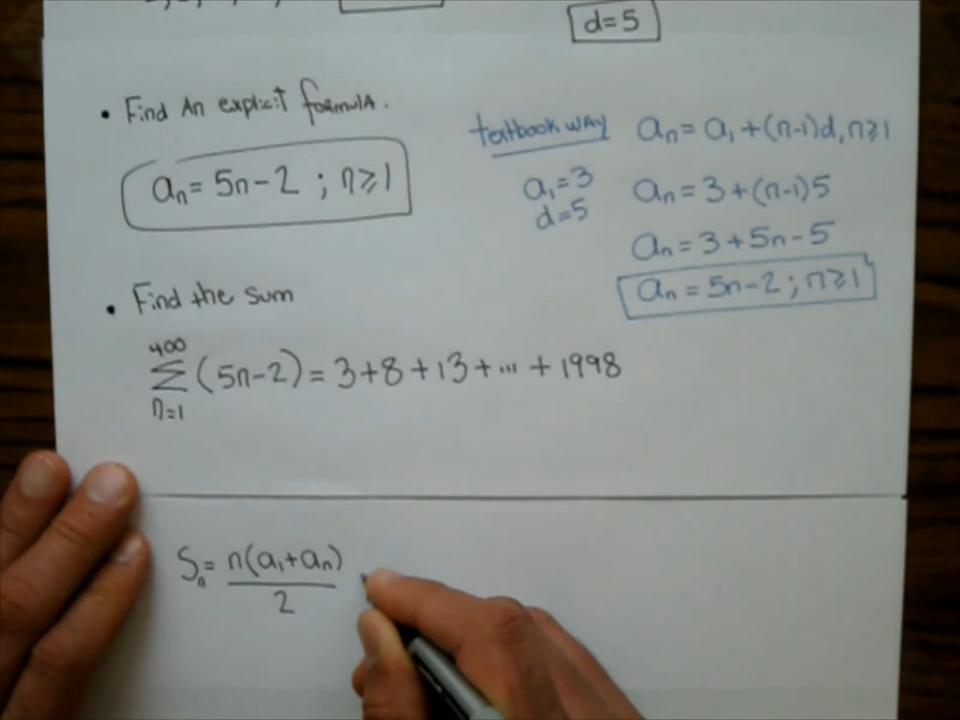 d=5
• Find An explicit formula.
aₙ = 5n-2 ; n≥1
textbook way aₙ = a₁ + (n-1)d, n≥1
a₁=3
d=5
aₙ = 3 + (n-1)5
aₙ = 3 + 5n - 5
aₙ = 5n-2 ; n≥1
• Find the sum
400
Σ (5n-2) = 3+8+13+...+1998
n=1
Sₙ = n(a₁+aₙ)
2